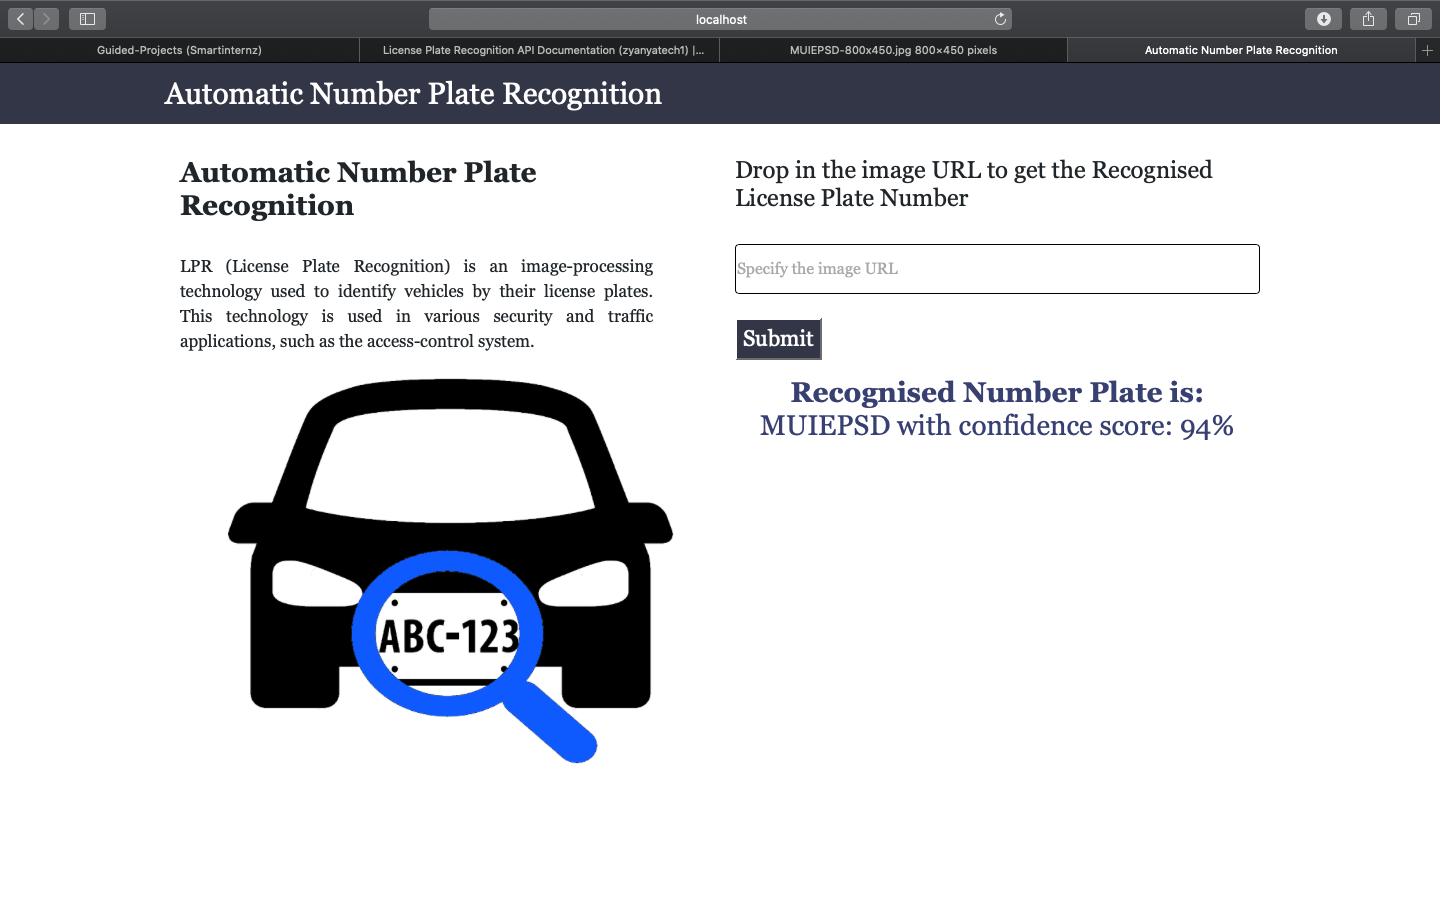 localhost
Guided-Projects (Smartinternz)
License Plate Recognition API Documentation (zyanyatech1) |...
MUIEPSD-800x450.jpg 800×450 pixels
Automatic Number Plate Recognition
Automatic Number Plate Recognition
Automatic Number Plate
Recognition
LPR (License Plate Recognition) is an image-processing
technology used to identify vehicles by their license plates.
This technology is used in various security and traffic
applications, such as the access-control system.
ABC-123
Drop in the image URL to get the Recognised
License Plate Number
Specify the image URL
Submit
Recognised Number Plate is:
MUIEPSD with confidence score: 94%